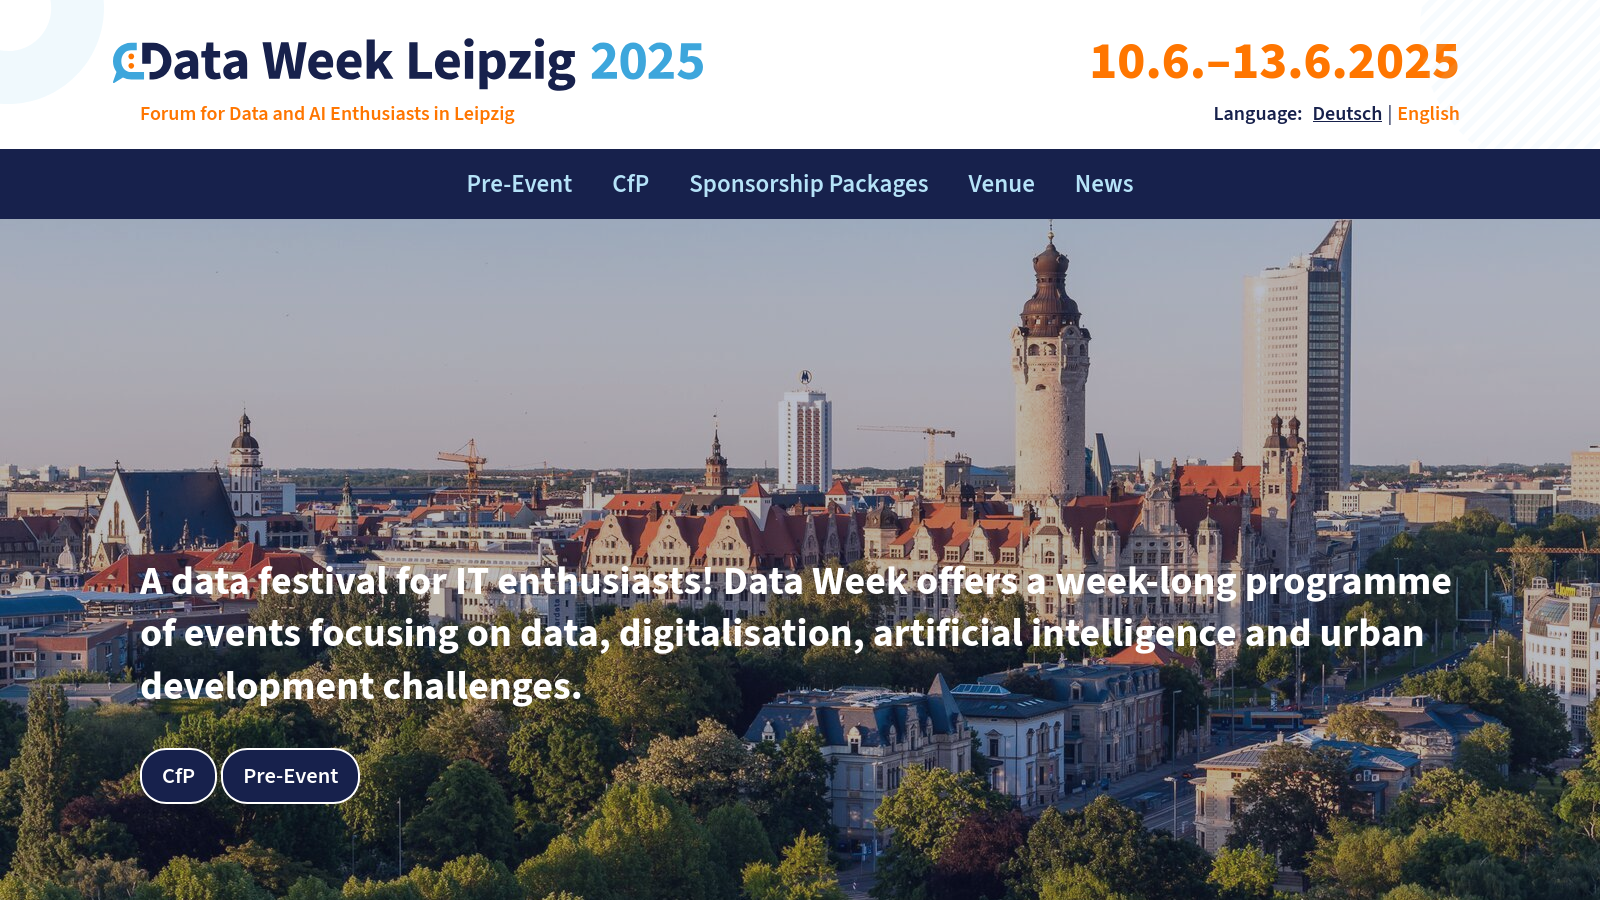 Data Week Leipzig 2025
10.6.–13.6.2025
Forum for Data and AI Enthusiasts in Leipzig
Language: Deutsch | English
Pre-Event CfP Sponsorship Packages Venue News
A data festival for IT enthusiasts! Data Week offers a week-long programme
of events focusing on data, digitalisation, artificial intelligence and urban
development challenges.
CfP Pre-Event